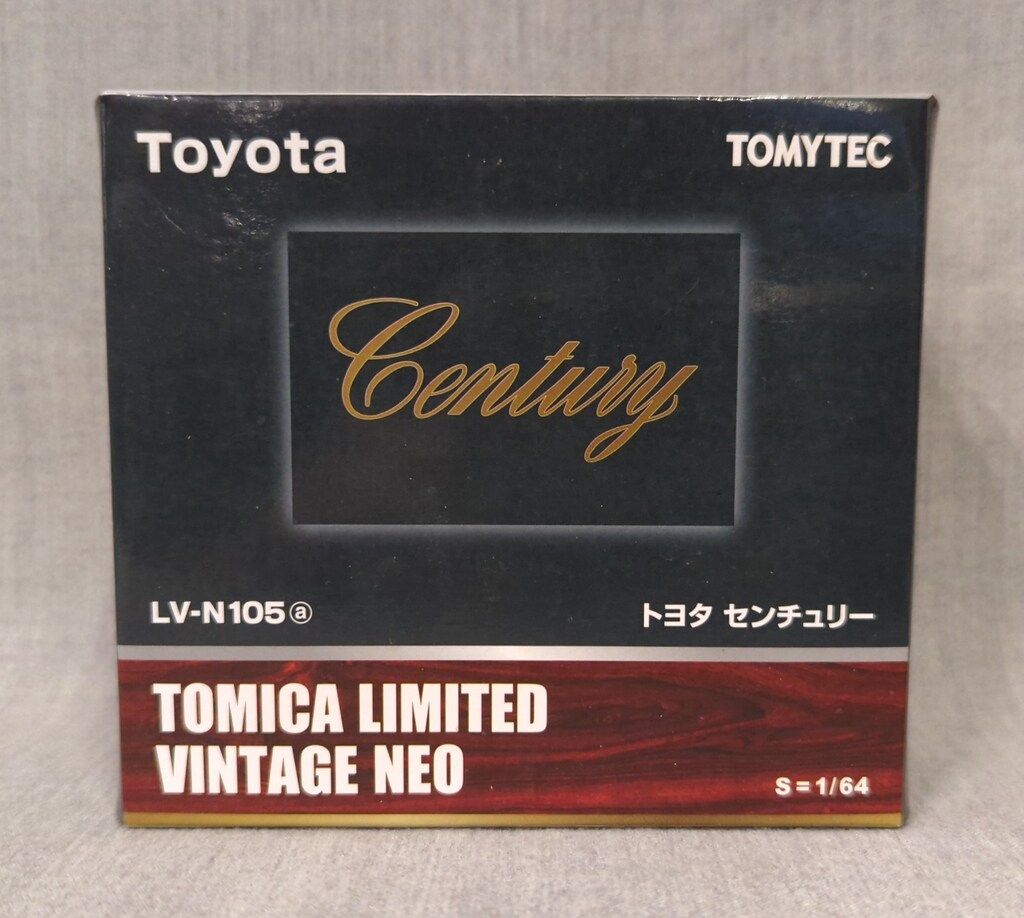 Toyota
TOMYTEC
Century
LV-N105ⓐ
トヨタ センチュリー
TOMICA LIMITED
VINTAGE NEO
S=1/64